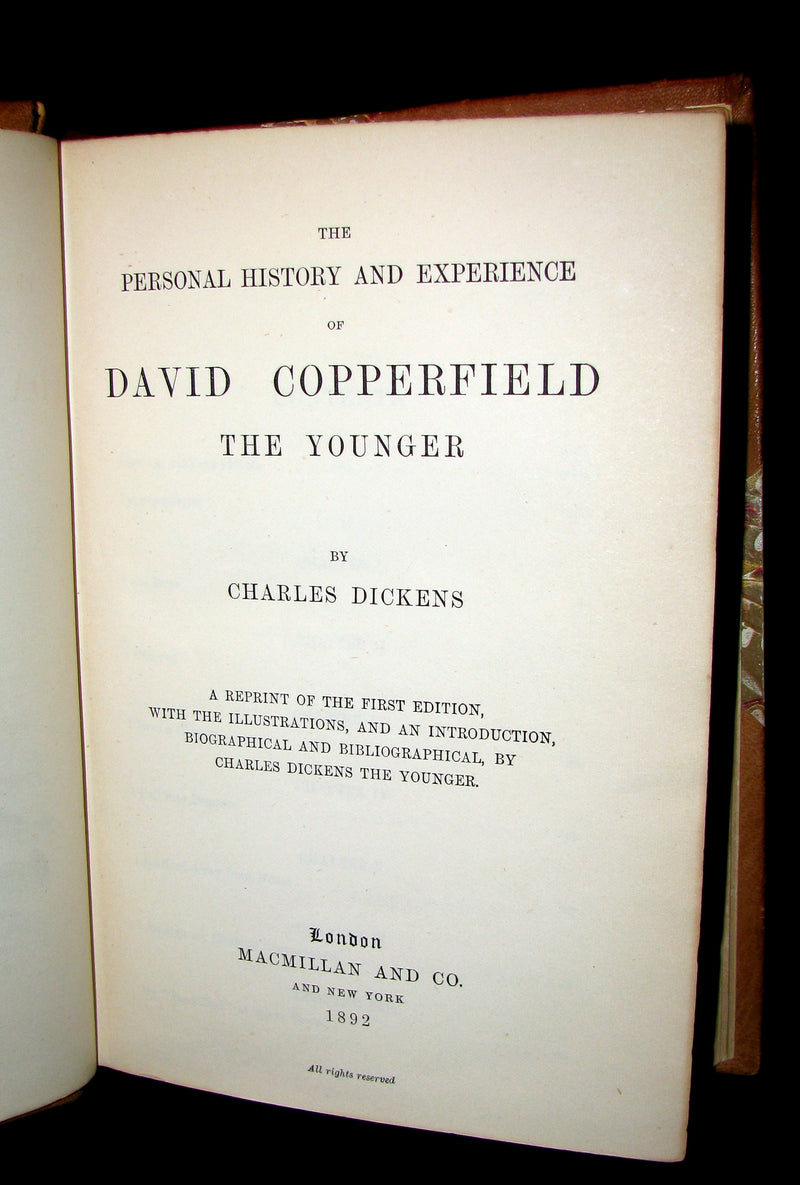 THE
PERSONAL HISTORY AND EXPERIENCE
OF
DAVID COPPERFIELD
THE YOUNGER
BY
CHARLES DICKENS
A REPRINT OF THE FIRST EDITION,
WITH THE ILLUSTRATIONS, AND AN INTRODUCTION,
BIOGRAPHICAL AND BIBLIOGRAPHICAL, BY
CHARLES DICKENS THE YOUNGER.
London
MACMILLAN AND CO.
AND NEW YORK
1892
All rights reserved